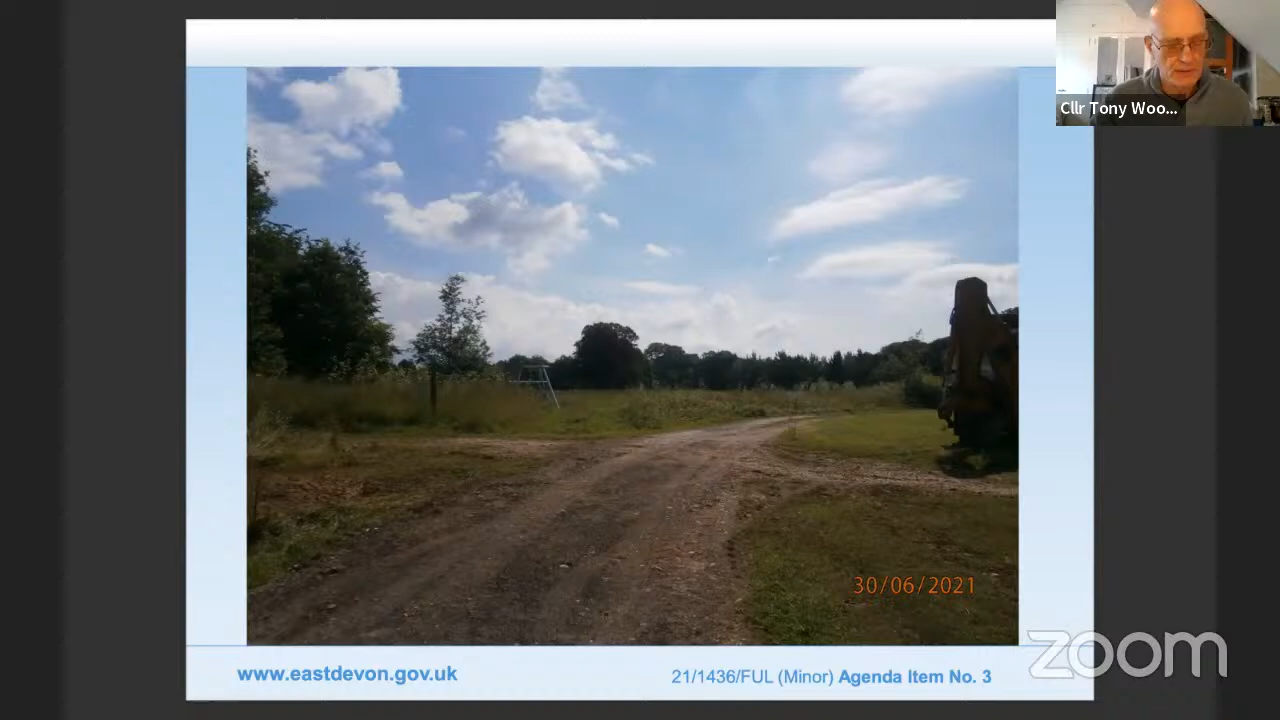 Cllr Tony Woo...
30/06/2021
www.eastdevon.gov.uk
21/1436/FUL (Minor) Agenda Item No. 3
zoom